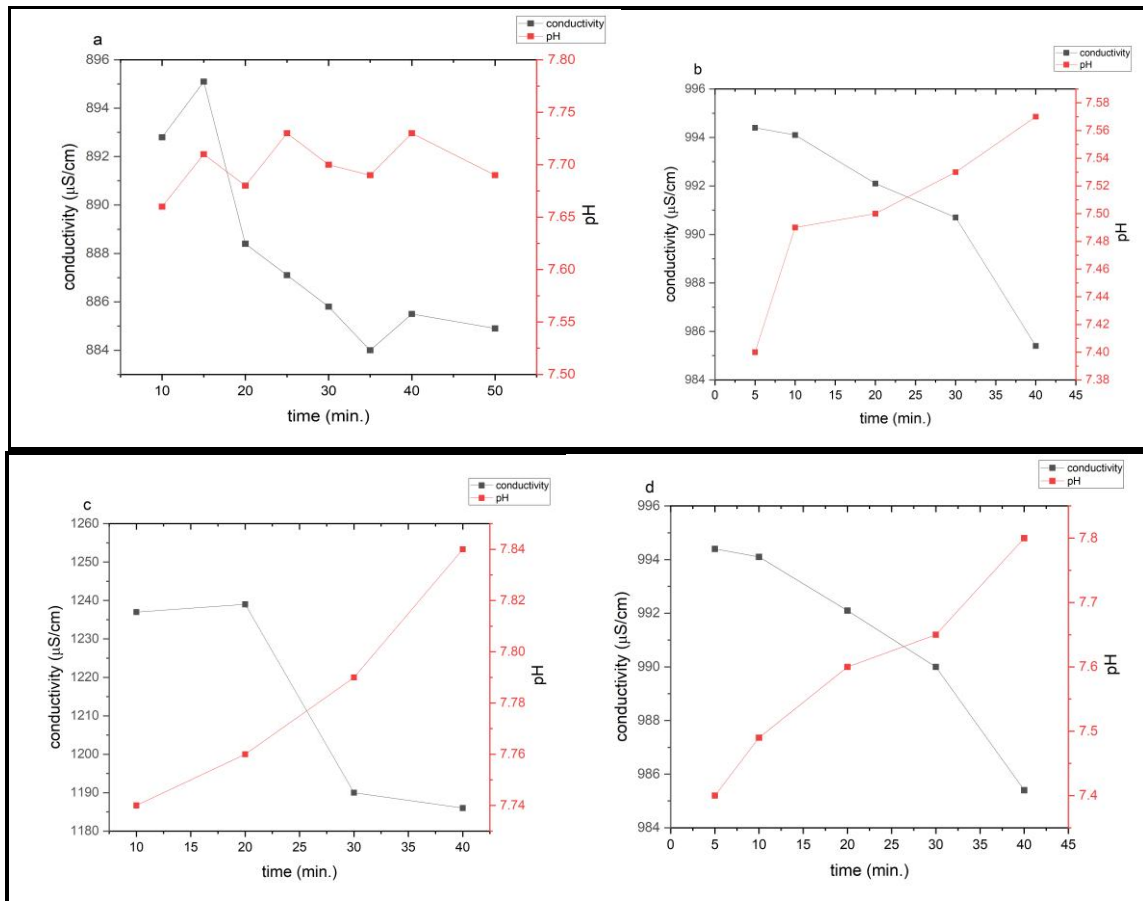 a
conductivity
pH
896
894
892
890
888
886
884
conductivity (μS/cm)
7.80
7.75
7.70
7.65
7.60
7.55
7.50
pH
10 15 20 25 30 35 40 50
time (min.)
b
conductivity
pH
996
994
992
990
988
986
984
conductivity (μS/cm)
7.58
7.56
7.54
7.52
7.50
7.48
7.46
7.44
7.42
7.40
7.38
pH
0 5 10 20 30 40 45
time (min.)
c
conductivity
pH
1260
1250
1240
1230
1220
1210
1200
1190
1180
conductivity (μS/cm)
7.84
7.82
7.80
7.78
7.76
7.74
pH
10 15 20 25 30 35 40
time (min.)
d
conductivity
pH
996
994
992
990
988
986
984
conductivity (μS/cm)
7.8
7.7
7.6
7.5
7.4
pH
0 5 10 15 20 25 30 35 40 45
time (min.)